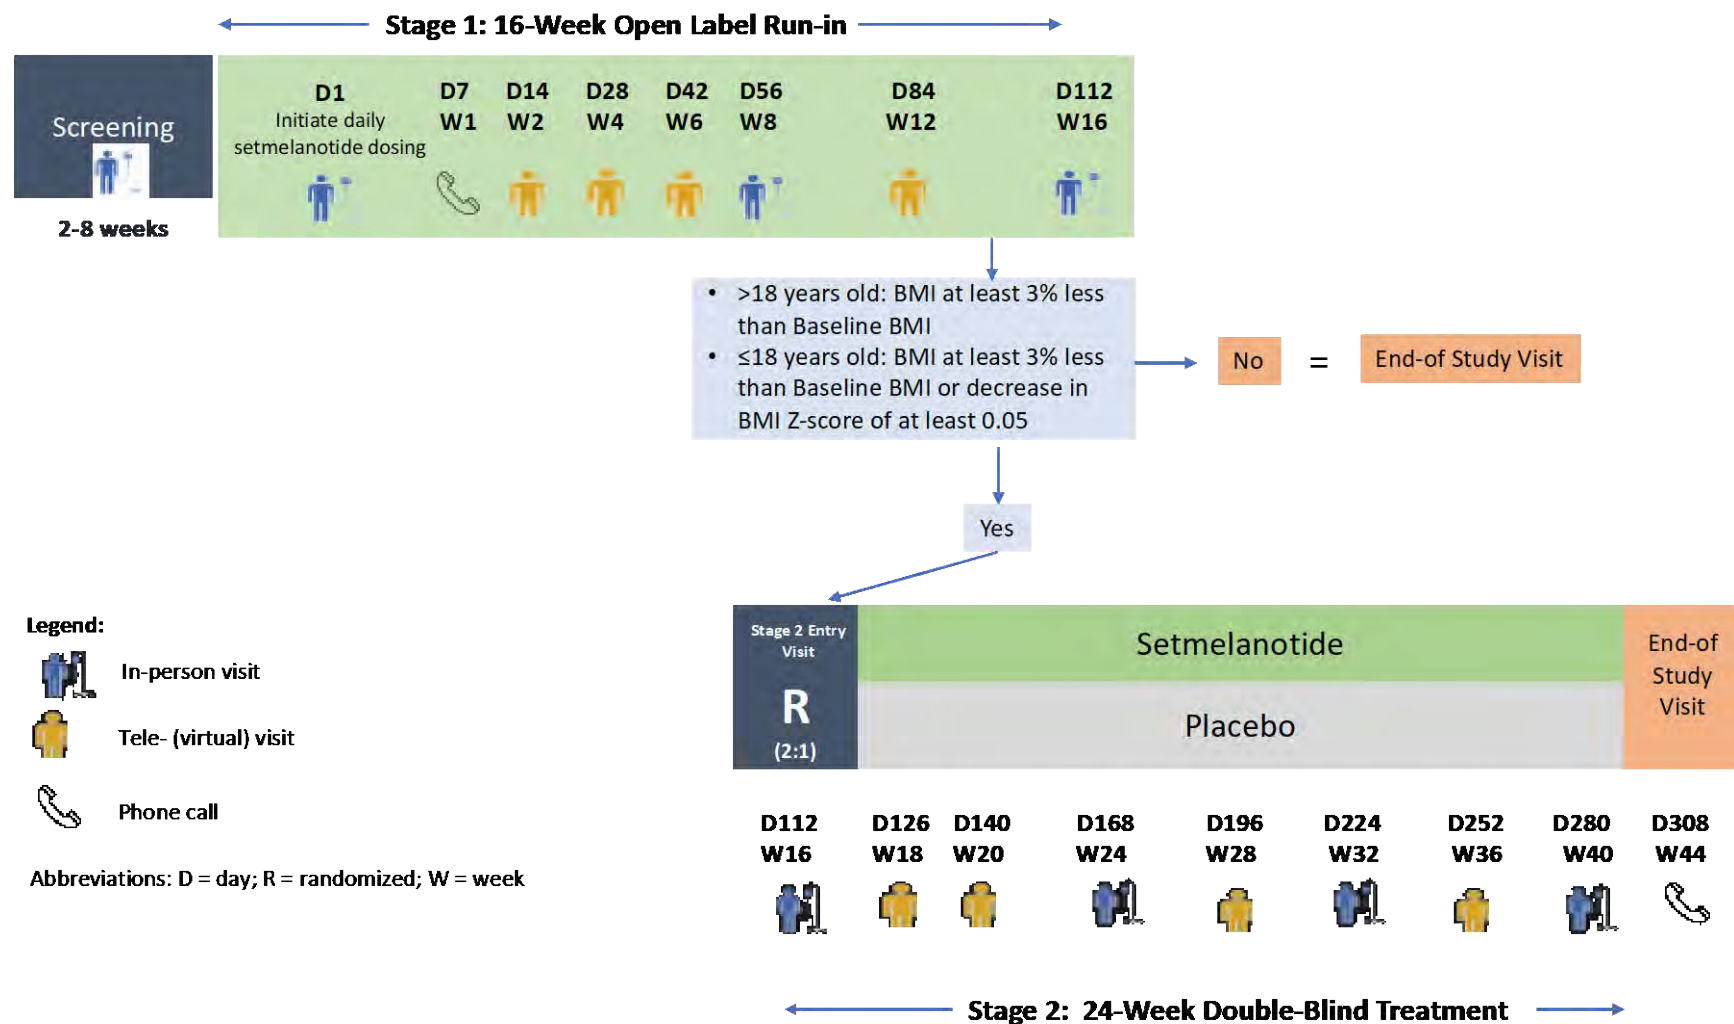 Stage 1: 16-Week Open Label Run-in
Screening
2-8 weeks
D1
Initiate daily
setmelanotide dosing
D7
W1
D14
W2
D28
W4
D42
W6
D56
W8
D84
W12
D112
W16
• >18 years old: BMI at least 3% less
than Baseline BMI
• ≤18 years old: BMI at least 3% less
than Baseline BMI or decrease in
BMI Z-score of at least 0.05
No
=
End-of Study Visit
Yes
Legend:
In-person visit
Tele- (virtual) visit
Phone call
Abbreviations: D = day; R = randomized; W = week
Stage 2 Entry
Visit
R
(2:1)
Setmelanotide
Placebo
End-of
Study
Visit
D112
W16
D126
W18
D140
W20
D168
W24
D196
W28
D224
W32
D252
W36
D280
W40
D308
W44
Stage 2: 24-Week Double-Blind Treatment